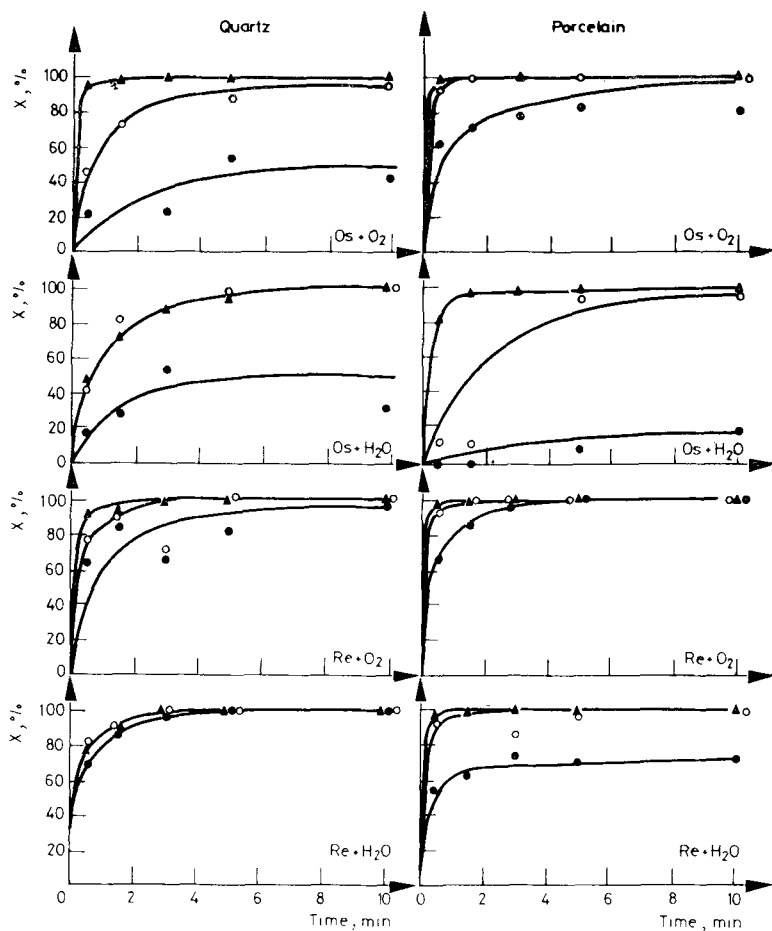 Quartz Porcelain
X, %
100
80
60
40
20
0
Os+O₂ Os+O₂
X, %
100
80
60
40
20
0
Os+H₂O Os+H₂O
X, %
100
80
60
40
20
0
Re+O₂ Re+O₂
X, %
100
80
60
40
20
Re+H₂O Re+H₂O
0 2 4 6 8 10 0 2 4 6 8 10
Time, min Time, min